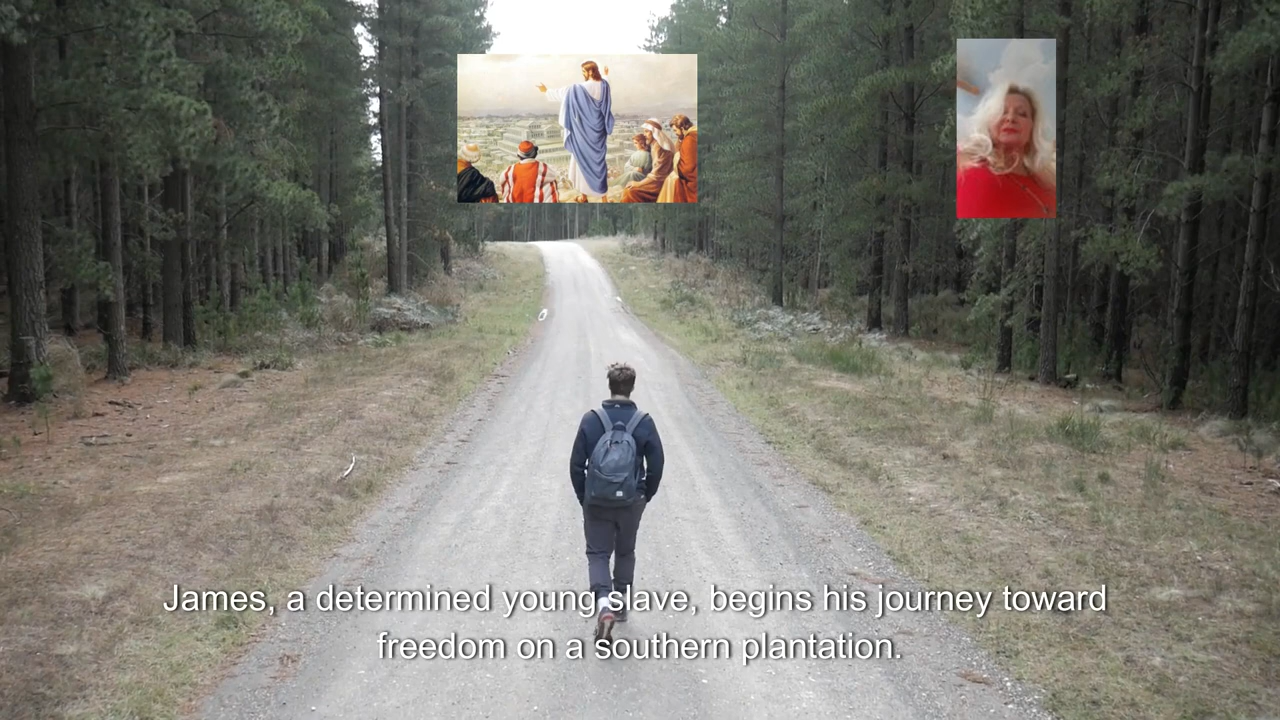 James, a determined young slave, begins his journey toward
freedom on a southern plantation.